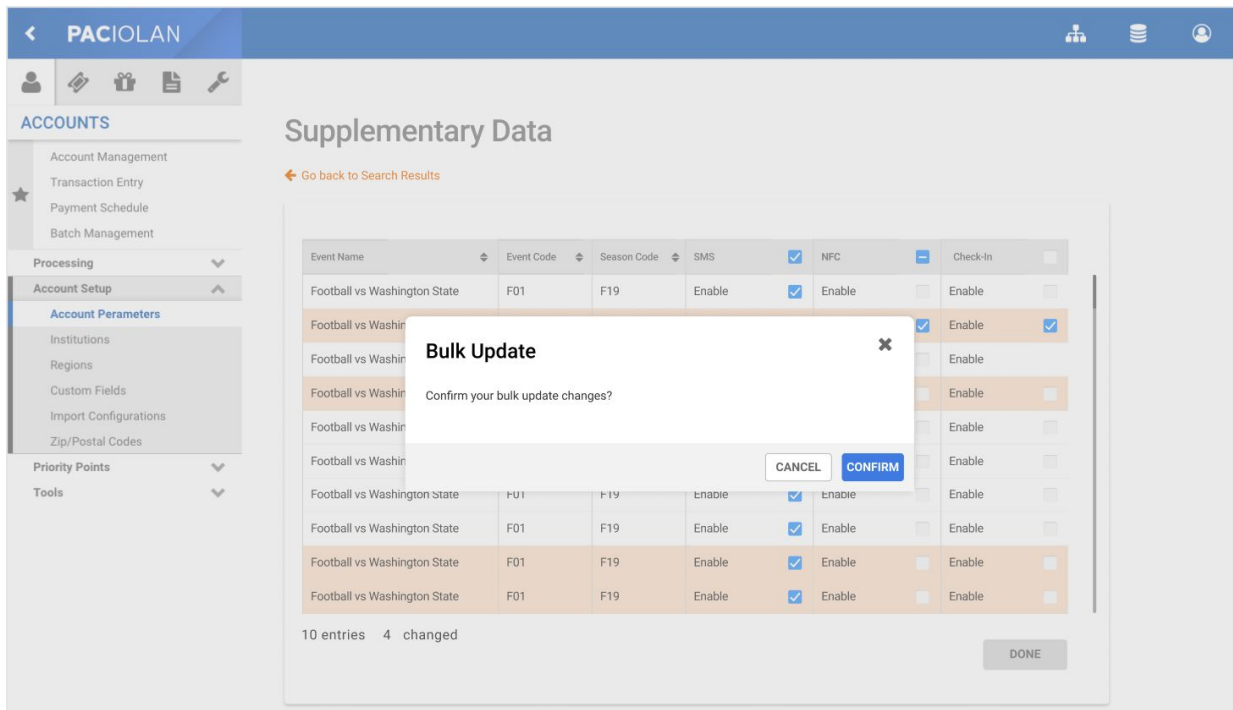 PACIOLAN
ACCOUNTS
Account Management
Transaction Entry
Payment Schedule
Batch Management
Processing
Account Setup
Account Perameters
Institutions
Regions
Custom Fields
Import Configurations
Zip/Postal Codes
Priority Points
Tools
Supplementary Data
Go back to Search Results
Event Name Event Code Season Code SMS NFC Check-In
Football vs Washington State F01 F19 Enable Enable Enable
Football vs Washin Enable
Football vs Washin Enable
Football vs Washin Enable
Football vs Washin Enable
Football vs Washin Enable
Football vs Washington State F01 F19 Enable Enable Enable
Football vs Washington State F01 F19 Enable Enable Enable
Football vs Washington State F01 F19 Enable Enable Enable
Football vs Washington State F01 F19 Enable Enable Enable
10 entries 4 changed
DONE
Bulk Update
Confirm your bulk update changes?
CANCEL CONFIRM